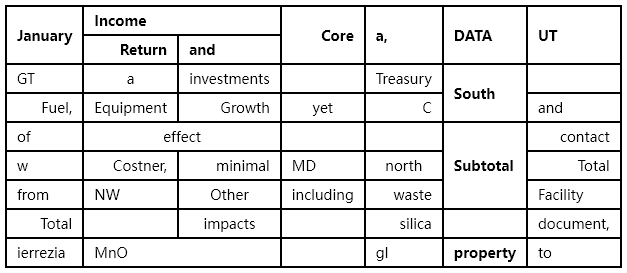 January Income Core a, DATA UT
Return and
GT a investments Treasury South
Fuel, Equipment Growth yet C and
of effect Subtotal contact
w Costner, minimal MD north Total
from NW Other including waste Facility
Total impacts silica document,
ierrezia MnO gl property to